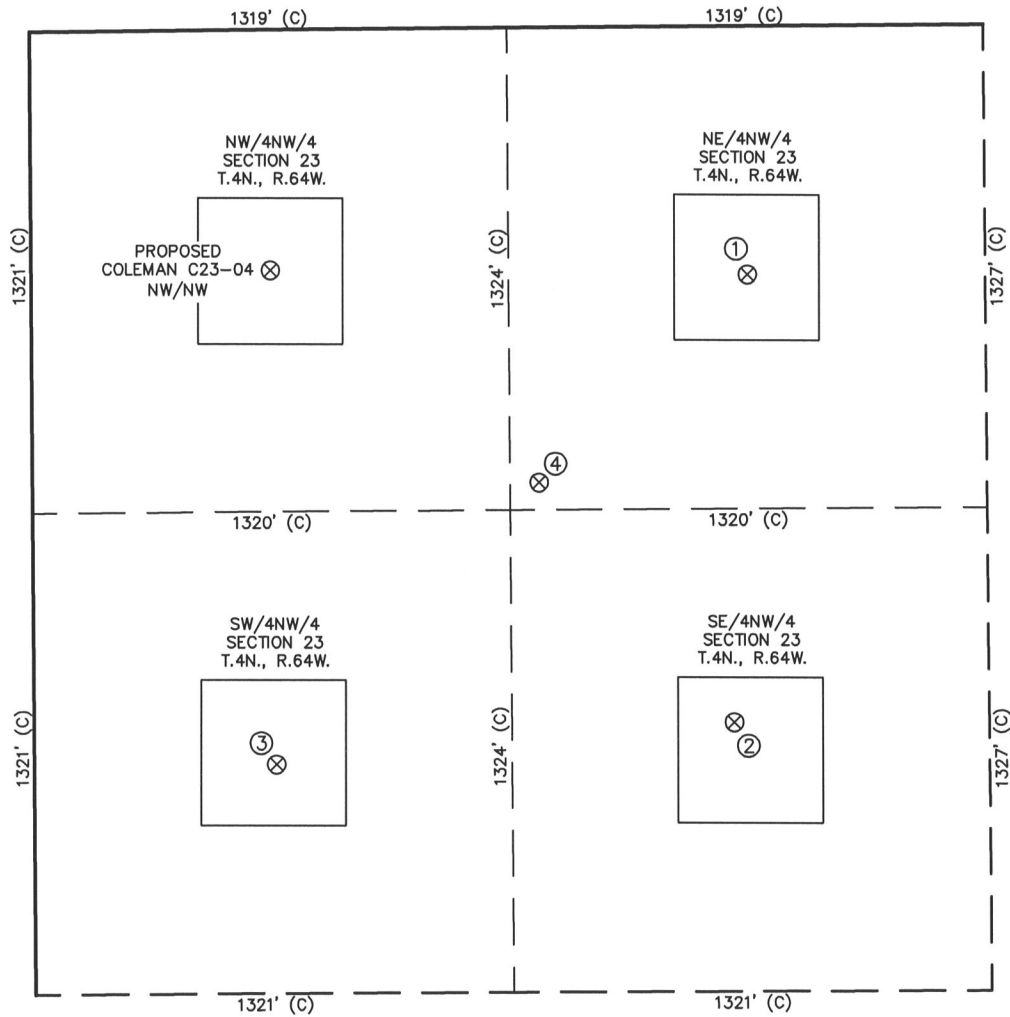 1319' (C)
1319' (C)
NW/4NW/4
SECTION 23
T.4N., R.64W.
NE/4NW/4
SECTION 23
T.4N., R.64W.
1321' (C)
PROPOSED
COLEMAN C23-04
NW/NW
1324' (C)
1
1327' (C)
4
1320' (C)
1320' (C)
SW/4NW/4
SECTION 23
T.4N., R.64W.
SE/4NW/4
SECTION 23
T.4N., R.64W.
1321' (C)
3
1324' (C)
2
1327' (C)
1321' (C)
1321' (C)